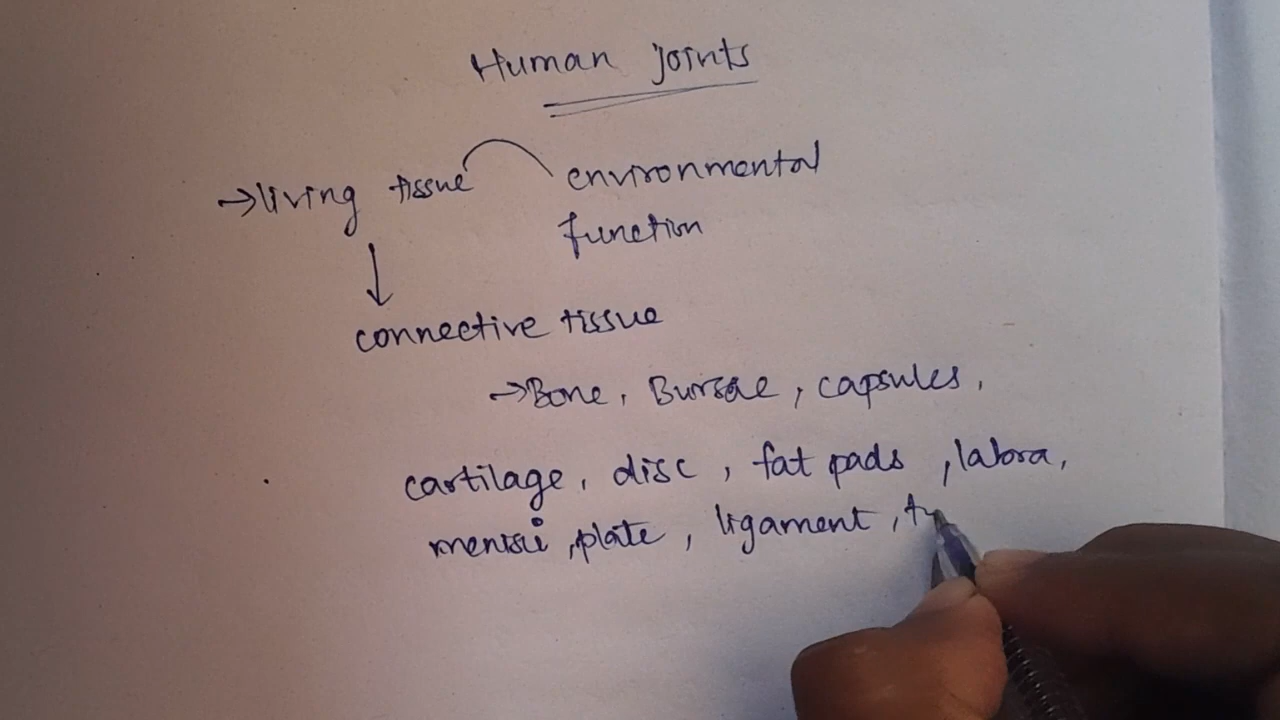 Human joints
→living tissue environmental
function
↓
connective tissue
→Bone, Bursae, capsules,
cartilage, disc, fat pads, labra,
menisci, plate, ligament,